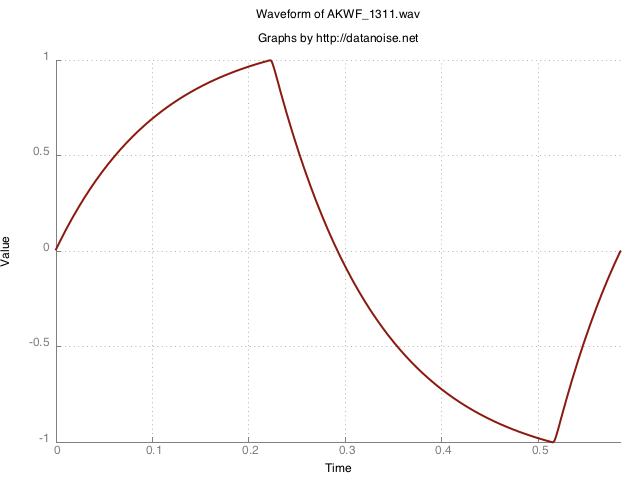 Waveform of AKWF_1311.wav
Graphs by http://datanoise.net
1
0.5
0
-0.5
-1
Value
0 0.1 0.2 0.3 0.4 0.5
Time